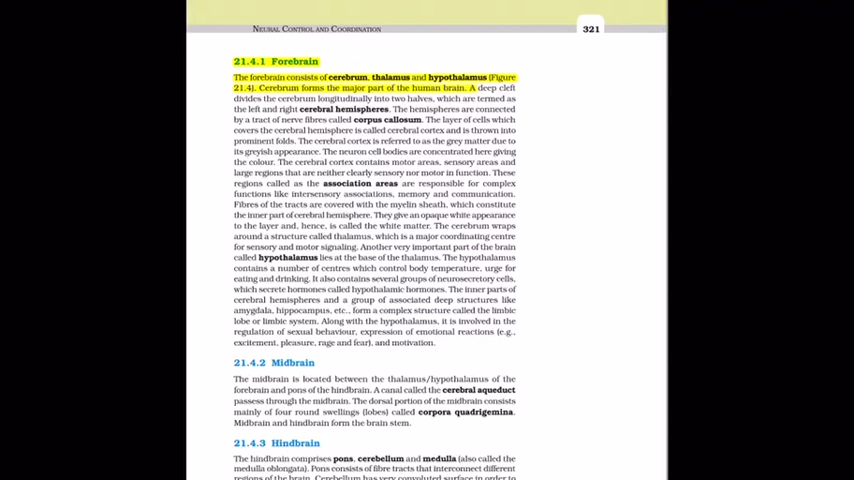 NEURAL CONTROL AND COORDINATION 321
21.4.1 Forebrain
The forebrain consists of cerebrum, thalamus and hypothalamus (Figure
21.4). Cerebrum forms the major part of the human brain. A deep cleft
divides the cerebrum longitudinally into two halves, which are termed as
the left and right cerebral hemispheres. The hemispheres are connected
by a tract of nerve fibres called corpus callosum. The layer of cells which
covers the cerebral hemisphere is called cerebral cortex and is thrown into
prominent folds. The cerebral cortex is referred to as the grey matter due to
its greyish appearance. The neuron cell bodies are concentrated here giving
the colour. The cerebral cortex contains motor areas, sensory areas and
large regions that are neither clearly sensory nor motor in function. These
regions called as the association areas are responsible for complex
functions like intersensory associations, memory and communication.
Fibres of the tracts are covered with the myelin sheath, which constitute
the inner part of cerebral hemisphere. They give an opaque white appearance
to the layer and, hence, is called the white matter. The cerebrum wraps
around a structure called thalamus, which is a major coordinating centre
for sensory and motor signaling. Another very important part of the brain
called hypothalamus lies at the base of the thalamus. The hypothalamus
contains a number of centres which control body temperature, urge for
eating and drinking. It also contains several groups of neurosecretory cells,
which secrete hormones called hypothalamic hormones. The inner parts of
cerebral hemispheres and a group of associated deep structures like
amygdala, hippocampus, etc., form a complex structure called the limbic
lobe or limbic system. Along with the hypothalamus, it is involved in the
regulation of sexual behaviour, expression of emotional reactions (e.g.,
excitement, pleasure, rage and fear), and motivation.
21.4.2 Midbrain
The midbrain is located between the thalamus/hypothalamus of the
forebrain and pons of the hindbrain. A canal called the cerebral aqueduct
passess through the midbrain. The dorsal portion of the midbrain consists
mainly of four round swellings (lobes) called corpora quadrigemina.
Midbrain and hindbrain form the brain stem.
21.4.3 Hindbrain
The hindbrain comprises pons, cerebellum and medulla (also called the
medulla oblongata). Pons consists of fibre tracts that interconnect different
regions of the brain. Cerebellum has very convoluted surface in order to